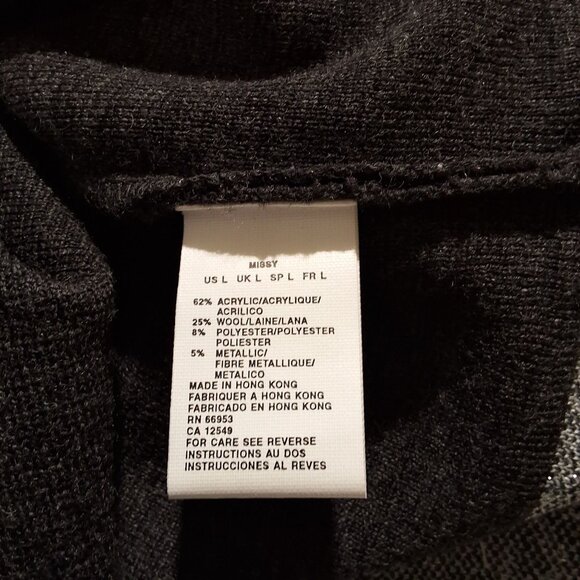 MISSY
US L UK L SP L FR L
62% ACRYLIC/ACRYLIQUE/
ACRILICO
25% WOOL/LAINE/LANA
8% POLYESTER/POLYESTER
POLIESTER
5% METALLIC/
FIBRE METALLIQUE/
METALICO
MADE IN HONG KONG
FABRIQUER A HONG KONG
FABRICADO EN HONG KONG
RN 66953
CA 12549
FOR CARE SEE REVERSE
INSTRUCTIONS AU DOS
INSTRUCCIONES AL REVES